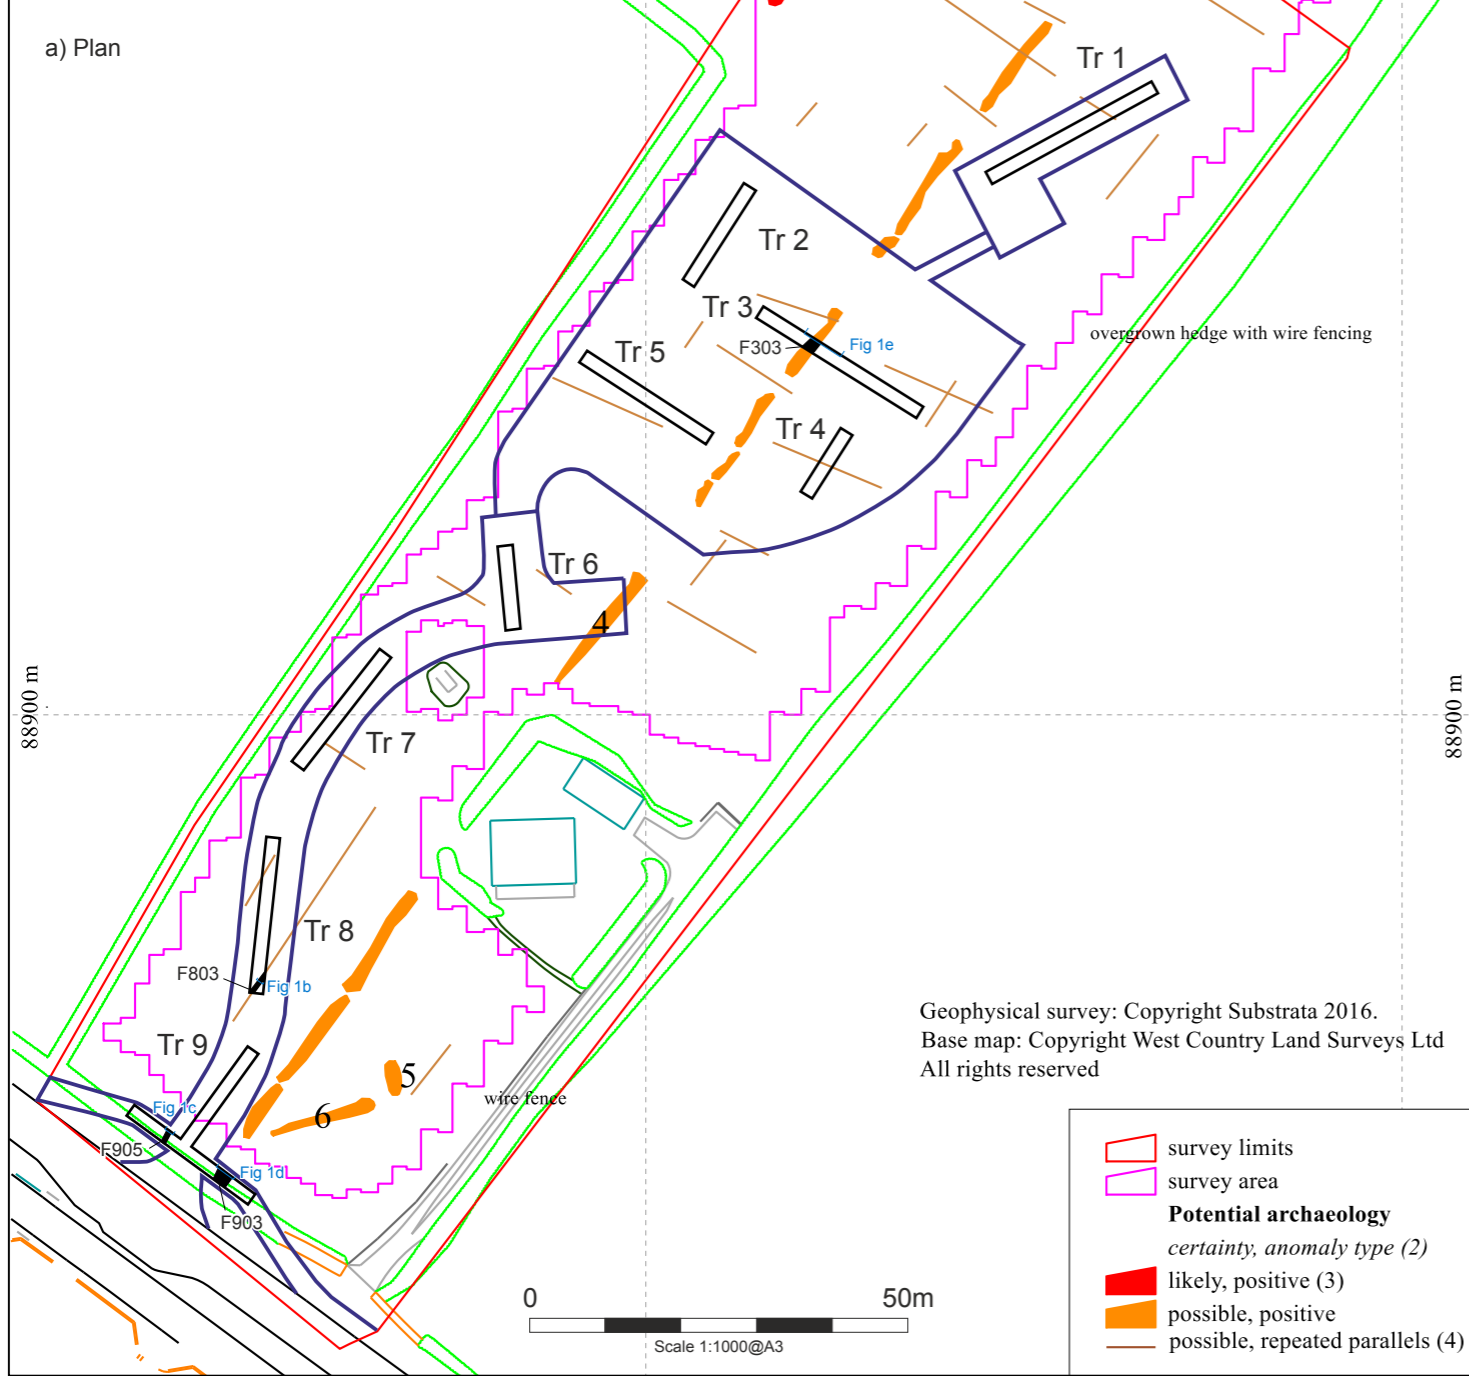 a) Plan
Tr 1
Tr 2
Tr 3
F303
Fig 1e
overgrown hedge with wire fencing
Tr 5
Tr 4
Tr 6
4
88900 m
88900 m
Tr 7
Tr 8
F803
Fig 1b
Geophysical survey: Copyright Substrata 2016.
Base map: Copyright West Country Land Surveys Ltd
All rights reserved
Tr 9
5
wire fence
6
Fig 1c
F905
Fig 1d
F903
survey limits
survey area
Potential archaeology
certainty, anomaly type (2)
likely, positive (3)
possible, positive
possible, repeated parallels (4)
0 50m
Scale 1:1000@A3